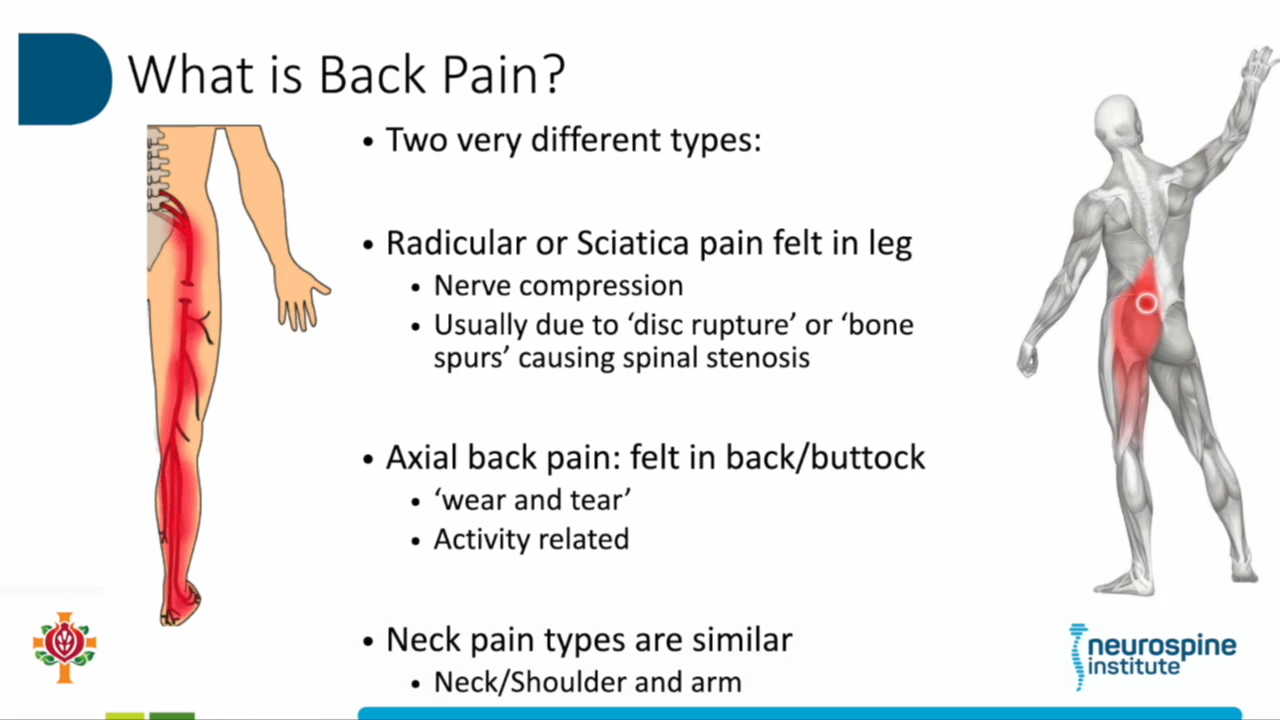 What is Back Pain?
• Two very different types:
• Radicular or Sciatica pain felt in leg
• Nerve compression
• Usually due to ‘disc rupture’ or ‘bone
spurs’ causing spinal stenosis
• Axial back pain: felt in back/buttock
• ‘wear and tear’
• Activity related
• Neck pain types are similar
• Neck/Shoulder and arm
neurospine
institute